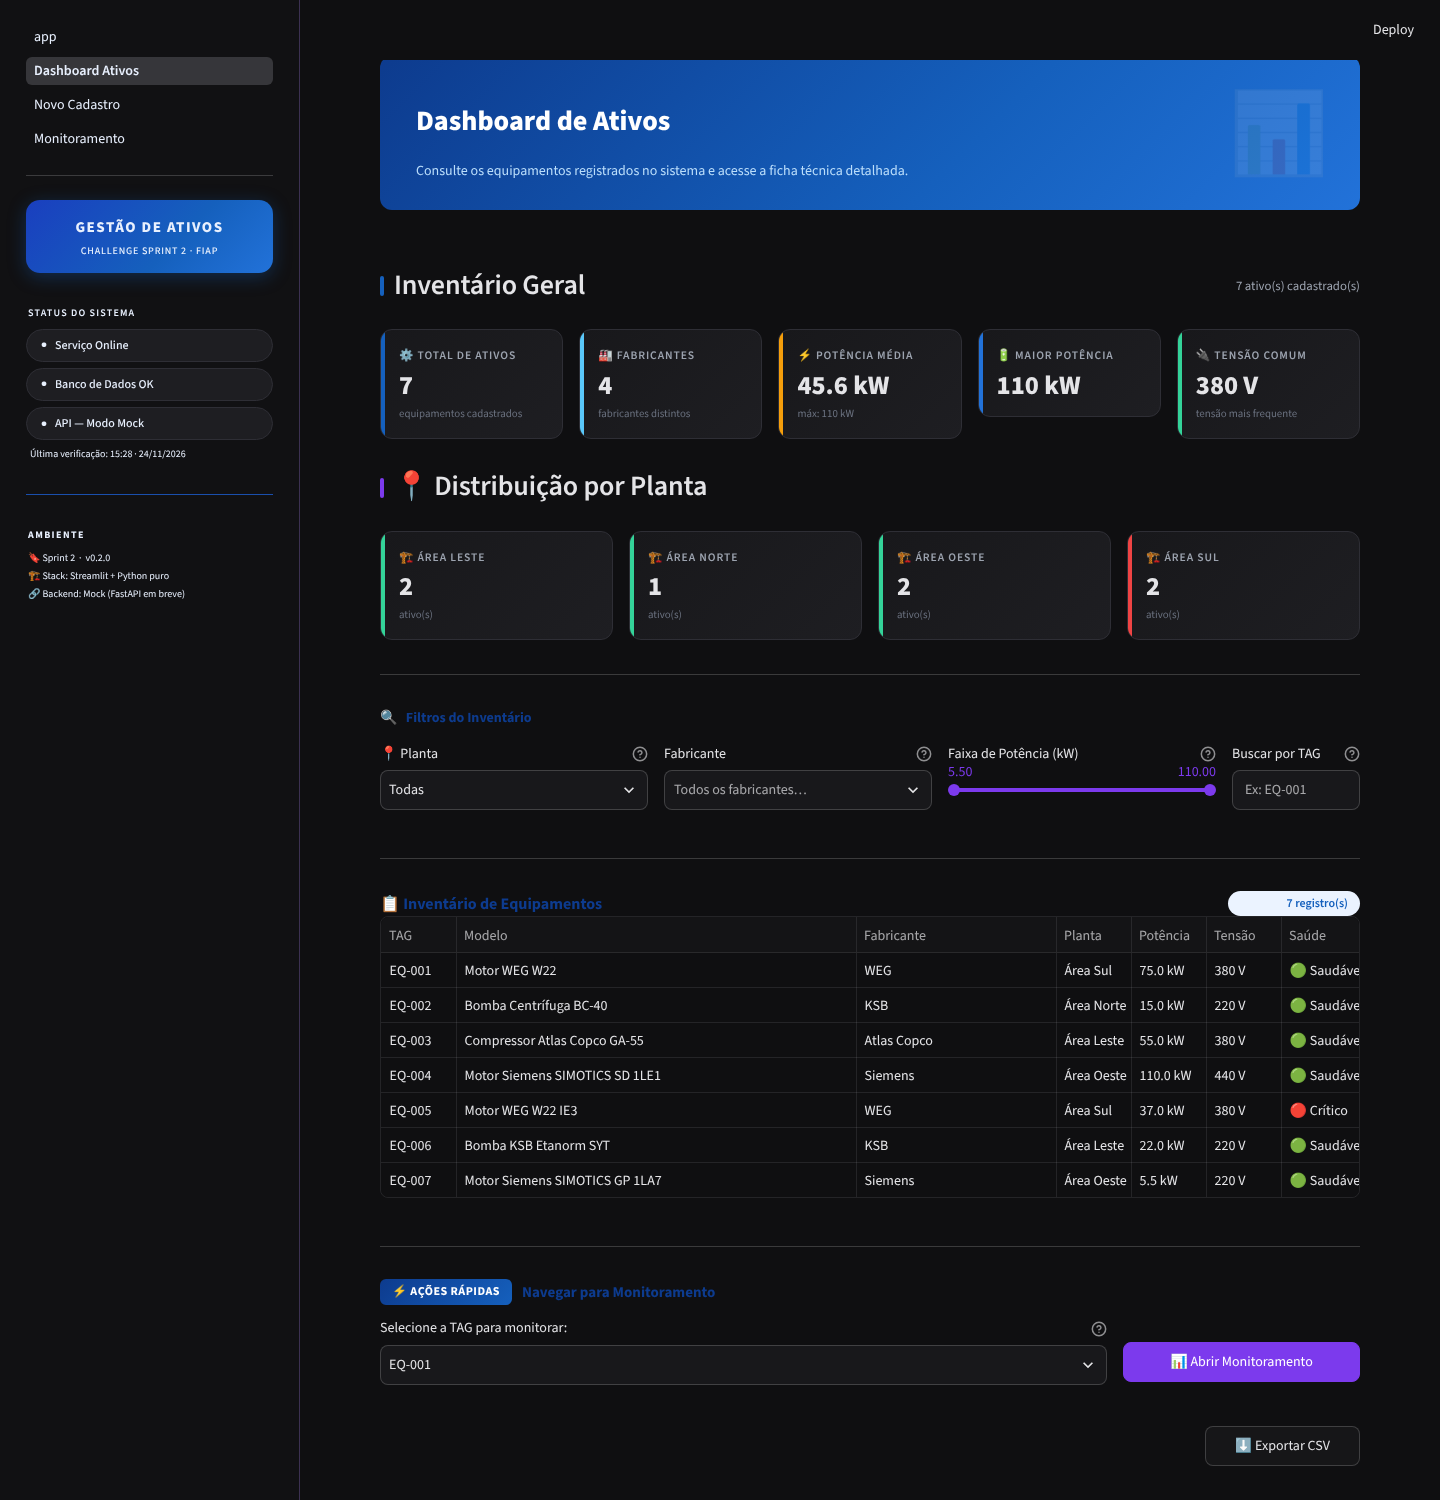 app
Dashboard Ativos
Novo Cadastro
Monitoramento
GESTÃO DE ATIVOS
CHALLENGE SPRINT 2 · FIAP
STATUS DO SISTEMA
Serviço Online
Banco de Dados OK
API — Modo Mock
Última verificação: 15:28 · 24/11/2026
AMBIENTE
🔖 Sprint 2 · v0.2.0
🏗️ Stack: Streamlit + Python puro
🔗 Backend: Mock (FastAPI em breve)
Deploy
Dashboard de Ativos
Consulte os equipamentos registrados no sistema e acesse a ficha técnica detalhada.
Inventário Geral
7 ativo(s) cadastrado(s)
⚙️ TOTAL DE ATIVOS
7
equipamentos cadastrados
🏭 FABRICANTES
4
fabricantes distintos
⚡ POTÊNCIA MÉDIA
45.6 kW
máx: 110 kW
🔋 MAIOR POTÊNCIA
110 kW
🔌 TENSÃO COMUM
380 V
tensão mais frequente
📍 Distribuição por Planta
🏗️ ÁREA LESTE
2
ativo(s)
🏗️ ÁREA NORTE
1
ativo(s)
🏗️ ÁREA OESTE
2
ativo(s)
🏗️ ÁREA SUL
2
ativo(s)
🔍 Filtros do Inventário
📍 Planta
Todas
Fabricante
Todos os fabricantes…
Faixa de Potência (kW)
5.50 110.00
Buscar por TAG
Ex: EQ-001
📋 Inventário de Equipamentos
7 registro(s)
TAG Modelo Fabricante Planta Potência Tensão Saúde
EQ-001 Motor WEG W22 WEG Área Sul 75.0 kW 380 V 🟢 Saudáve
EQ-002 Bomba Centrífuga BC-40 KSB Área Norte 15.0 kW 220 V 🟢 Saudáve
EQ-003 Compressor Atlas Copco GA-55 Atlas Copco Área Leste 55.0 kW 380 V 🟢 Saudáve
EQ-004 Motor Siemens SIMOTICS SD 1LE1 Siemens Área Oeste 110.0 kW 440 V 🟢 Saudáve
EQ-005 Motor WEG W22 IE3 WEG Área Sul 37.0 kW 380 V 🔴 Crítico
EQ-006 Bomba KSB Etanorm SYT KSB Área Leste 22.0 kW 220 V 🟢 Saudáve
EQ-007 Motor Siemens SIMOTICS GP 1LA7 Siemens Área Oeste 5.5 kW 220 V 🟢 Saudáve
⚡ AÇÕES RÁPIDAS
Navegar para Monitoramento
Selecione a TAG para monitorar:
EQ-001
📊 Abrir Monitoramento
⬇️ Exportar CSV